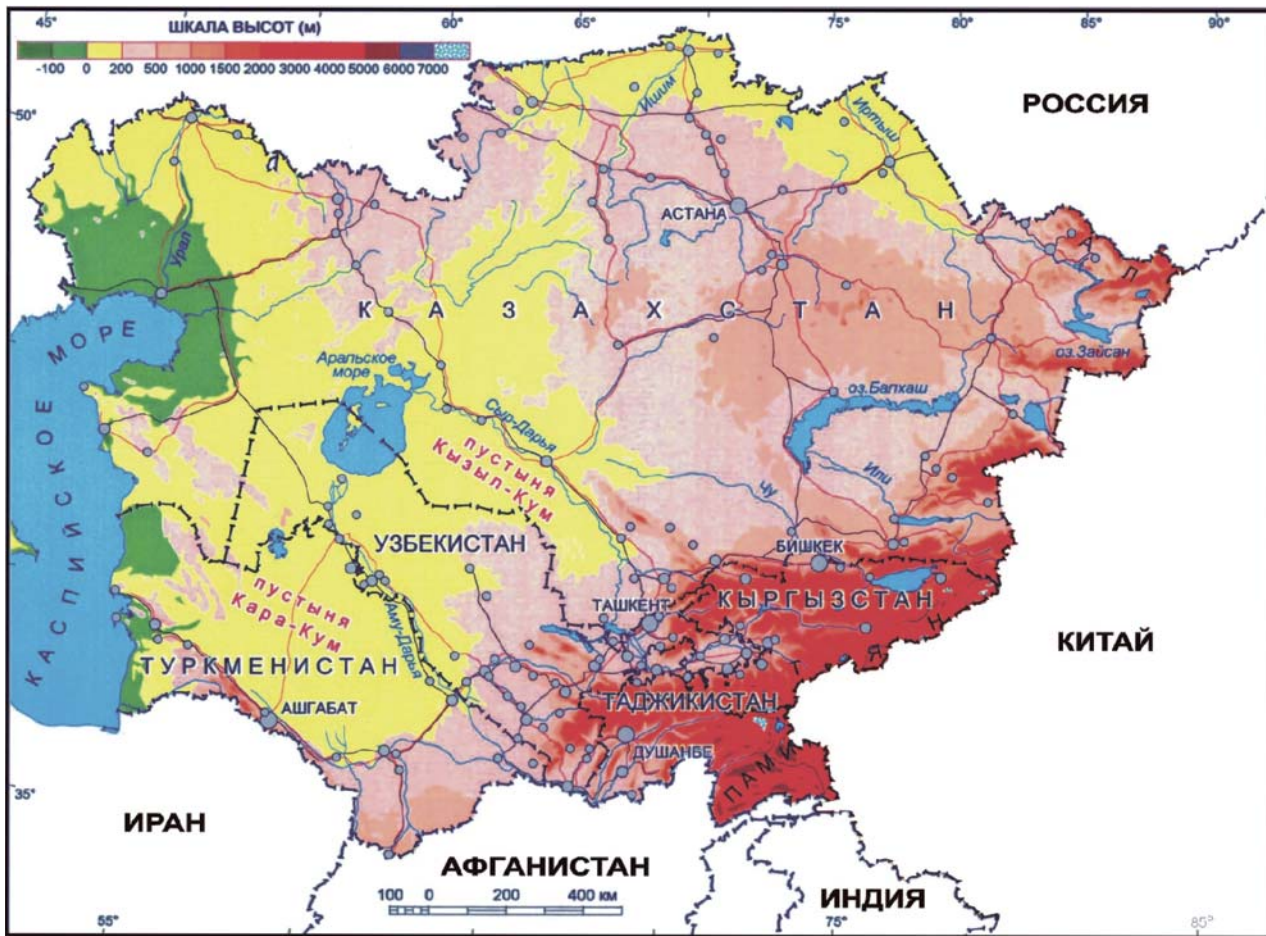 45° 60° 65° 70° 75° 80° 85° 90°
ШКАЛА ВЫСОТ (м)
-100 0 200 500 1000 1500 2000 3000 4000 5000 6000 7000
50°
РОССИЯ
Ишим
Иртыш
АСТАНА
Урал
А Л
КАЗАХСТАН
КАСПИЙСКОЕ МОРЕ
Аральское
море
оз.Зайсан
оз.Балхаш
Сыр-Дарья
пустыня
Кызыл-Кум
Чу
Или
УЗБЕКИСТАН
БИШКЕК
пустыня
Кара-Кум
ТАШКЕНТ
КЫРГЫЗСТАН
Аму-Дарья
ТЯН
КИТАЙ
ТУРКМЕНИСТАН
ТАДЖИКИСТАН
АШГАБАТ
ДУШАНБЕ
ПАМИ
35°
ИРАН
АФГАНИСТАН
ИНДИЯ
100 0 200 400 км
55° 75° 85°